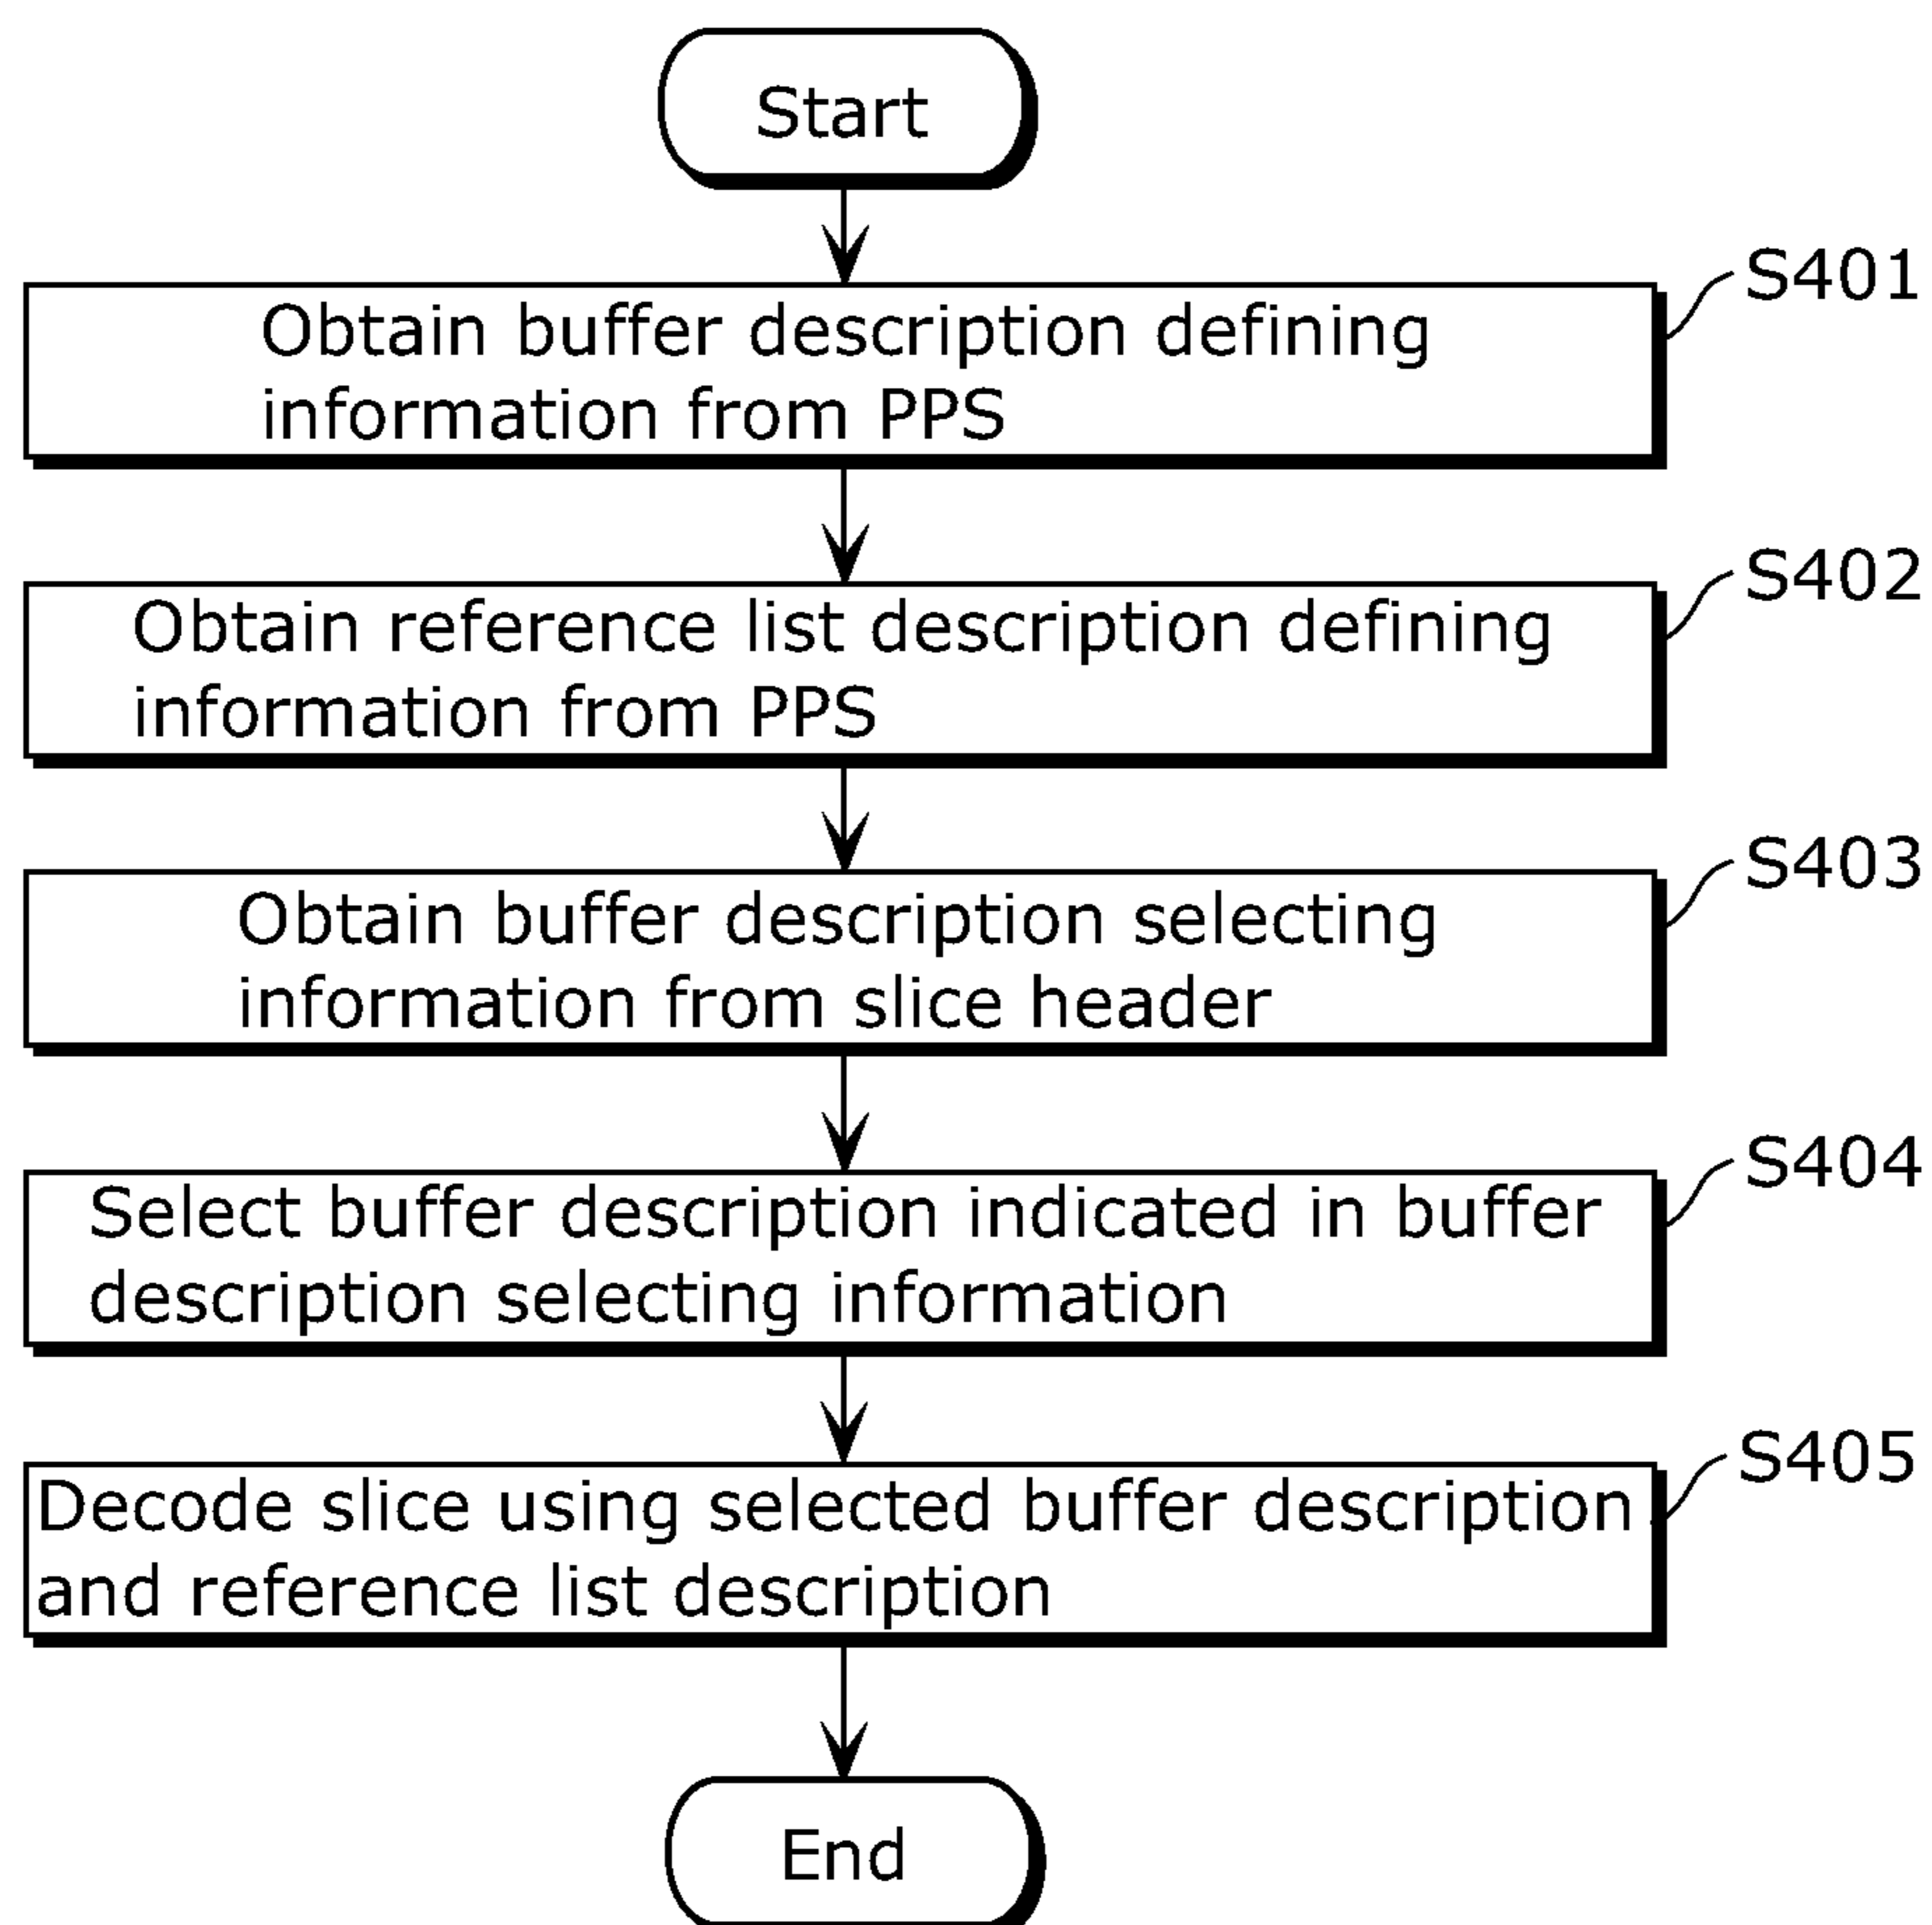 Start
S401
Obtain buffer description defining
information from PPS
S402
Obtain reference list description defining
information from PPS
S403
Obtain buffer description selecting
information from slice header
S404
Select buffer description indicated in buffer
description selecting information
S405
Decode slice using selected buffer description
and reference list description
End